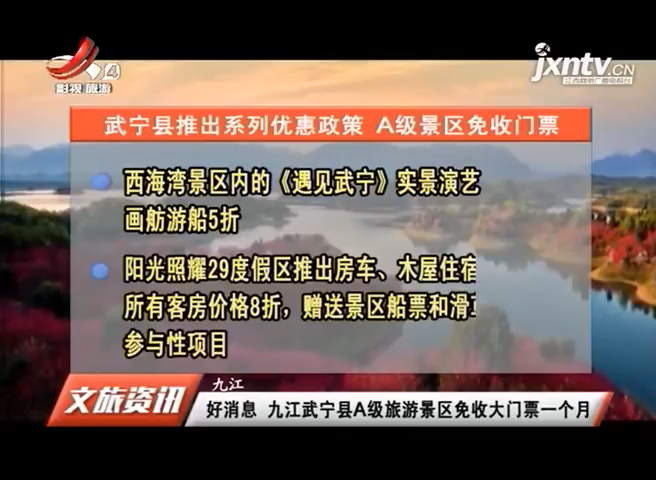 4
影视 旅游
jxntv.CN
江西网络广播电视台
武宁县推出系列优惠政策 A级景区免收门票
西海湾景区内的《遇见武宁》实景演艺
画舫游船5折
阳光照耀29度假区推出房车、木屋住宿
所有客房价格8折，赠送景区船票和滑
参与性项目
文旅资讯
九江
好消息 九江武宁县A级旅游景区免收大门票一个月